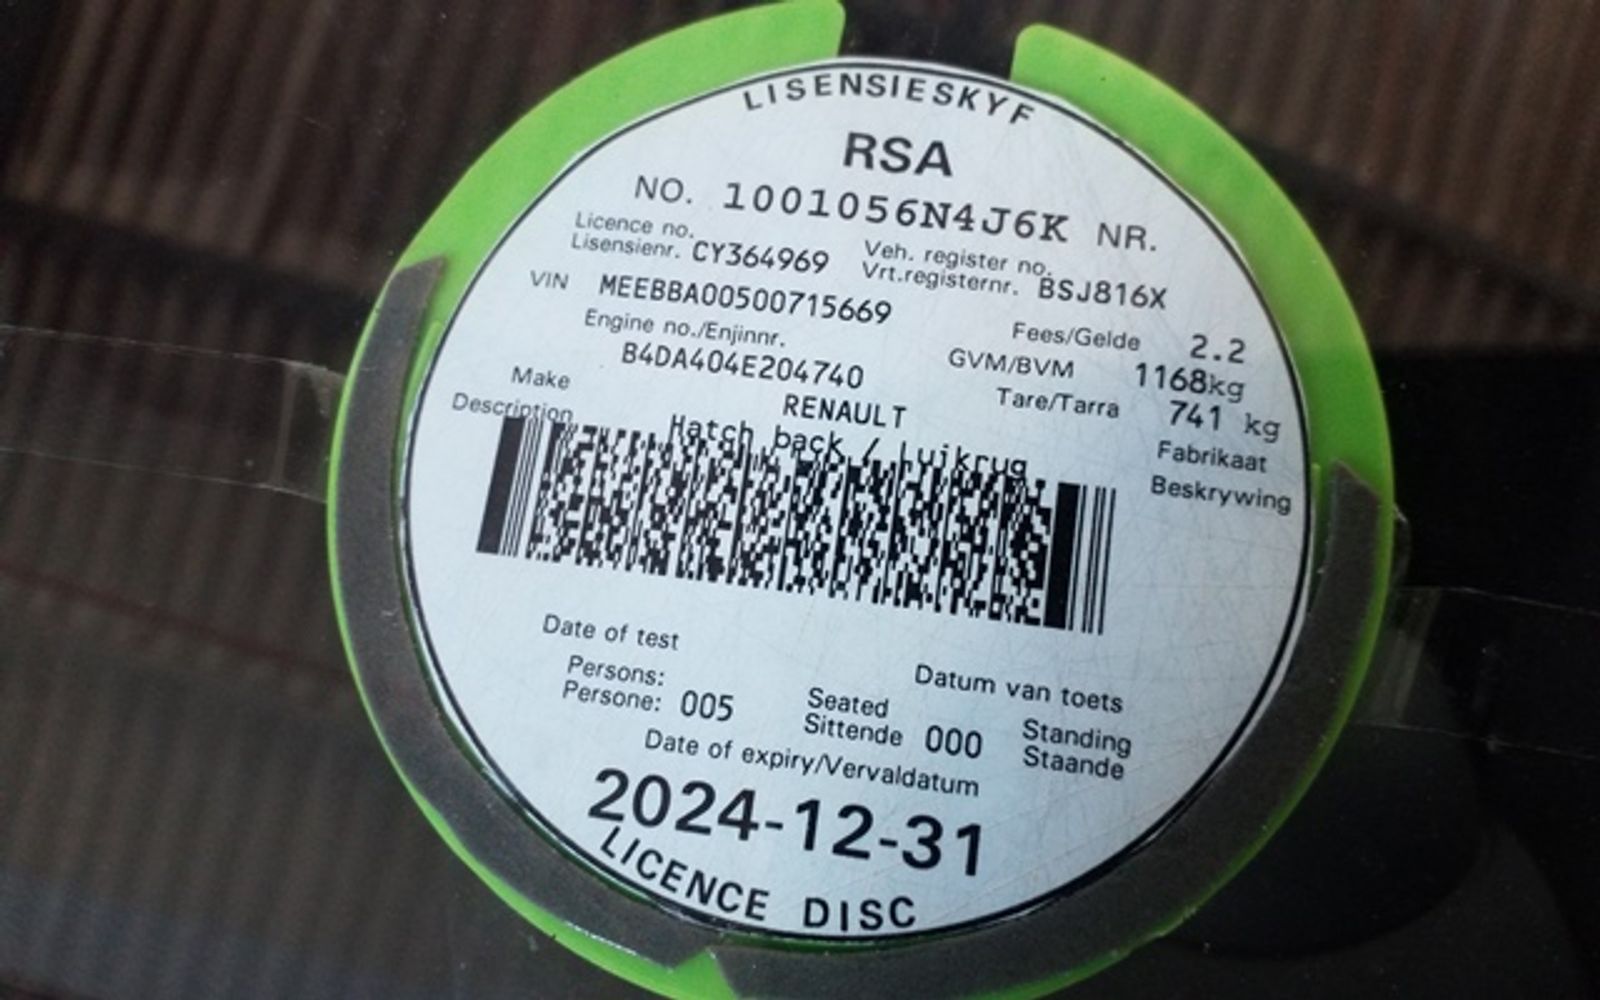 LISENSIESKYF
RSA
NO. 1001056N4J6K NR.
Licence no.
Lisensienr. CY364969
Veh. register no.
Vrt.registernr. BSJ816X
VIN MEEBBA00500715669
Engine no./Enjinnr.
B4DA404E204740
Fees/Gelde 2.2
GVM/BVM 1168kg
Tare/Tarra 741 kg
Make RENAULT Fabrikaat
Description Hatch back / Luikrug Beskrywing
Date of test Datum van toets
Persons:
Persone: 005
Seated
Sittende 000
Standing
Staande
Date of expiry/Vervaldatum
2024-12-31
LICENCE DISC